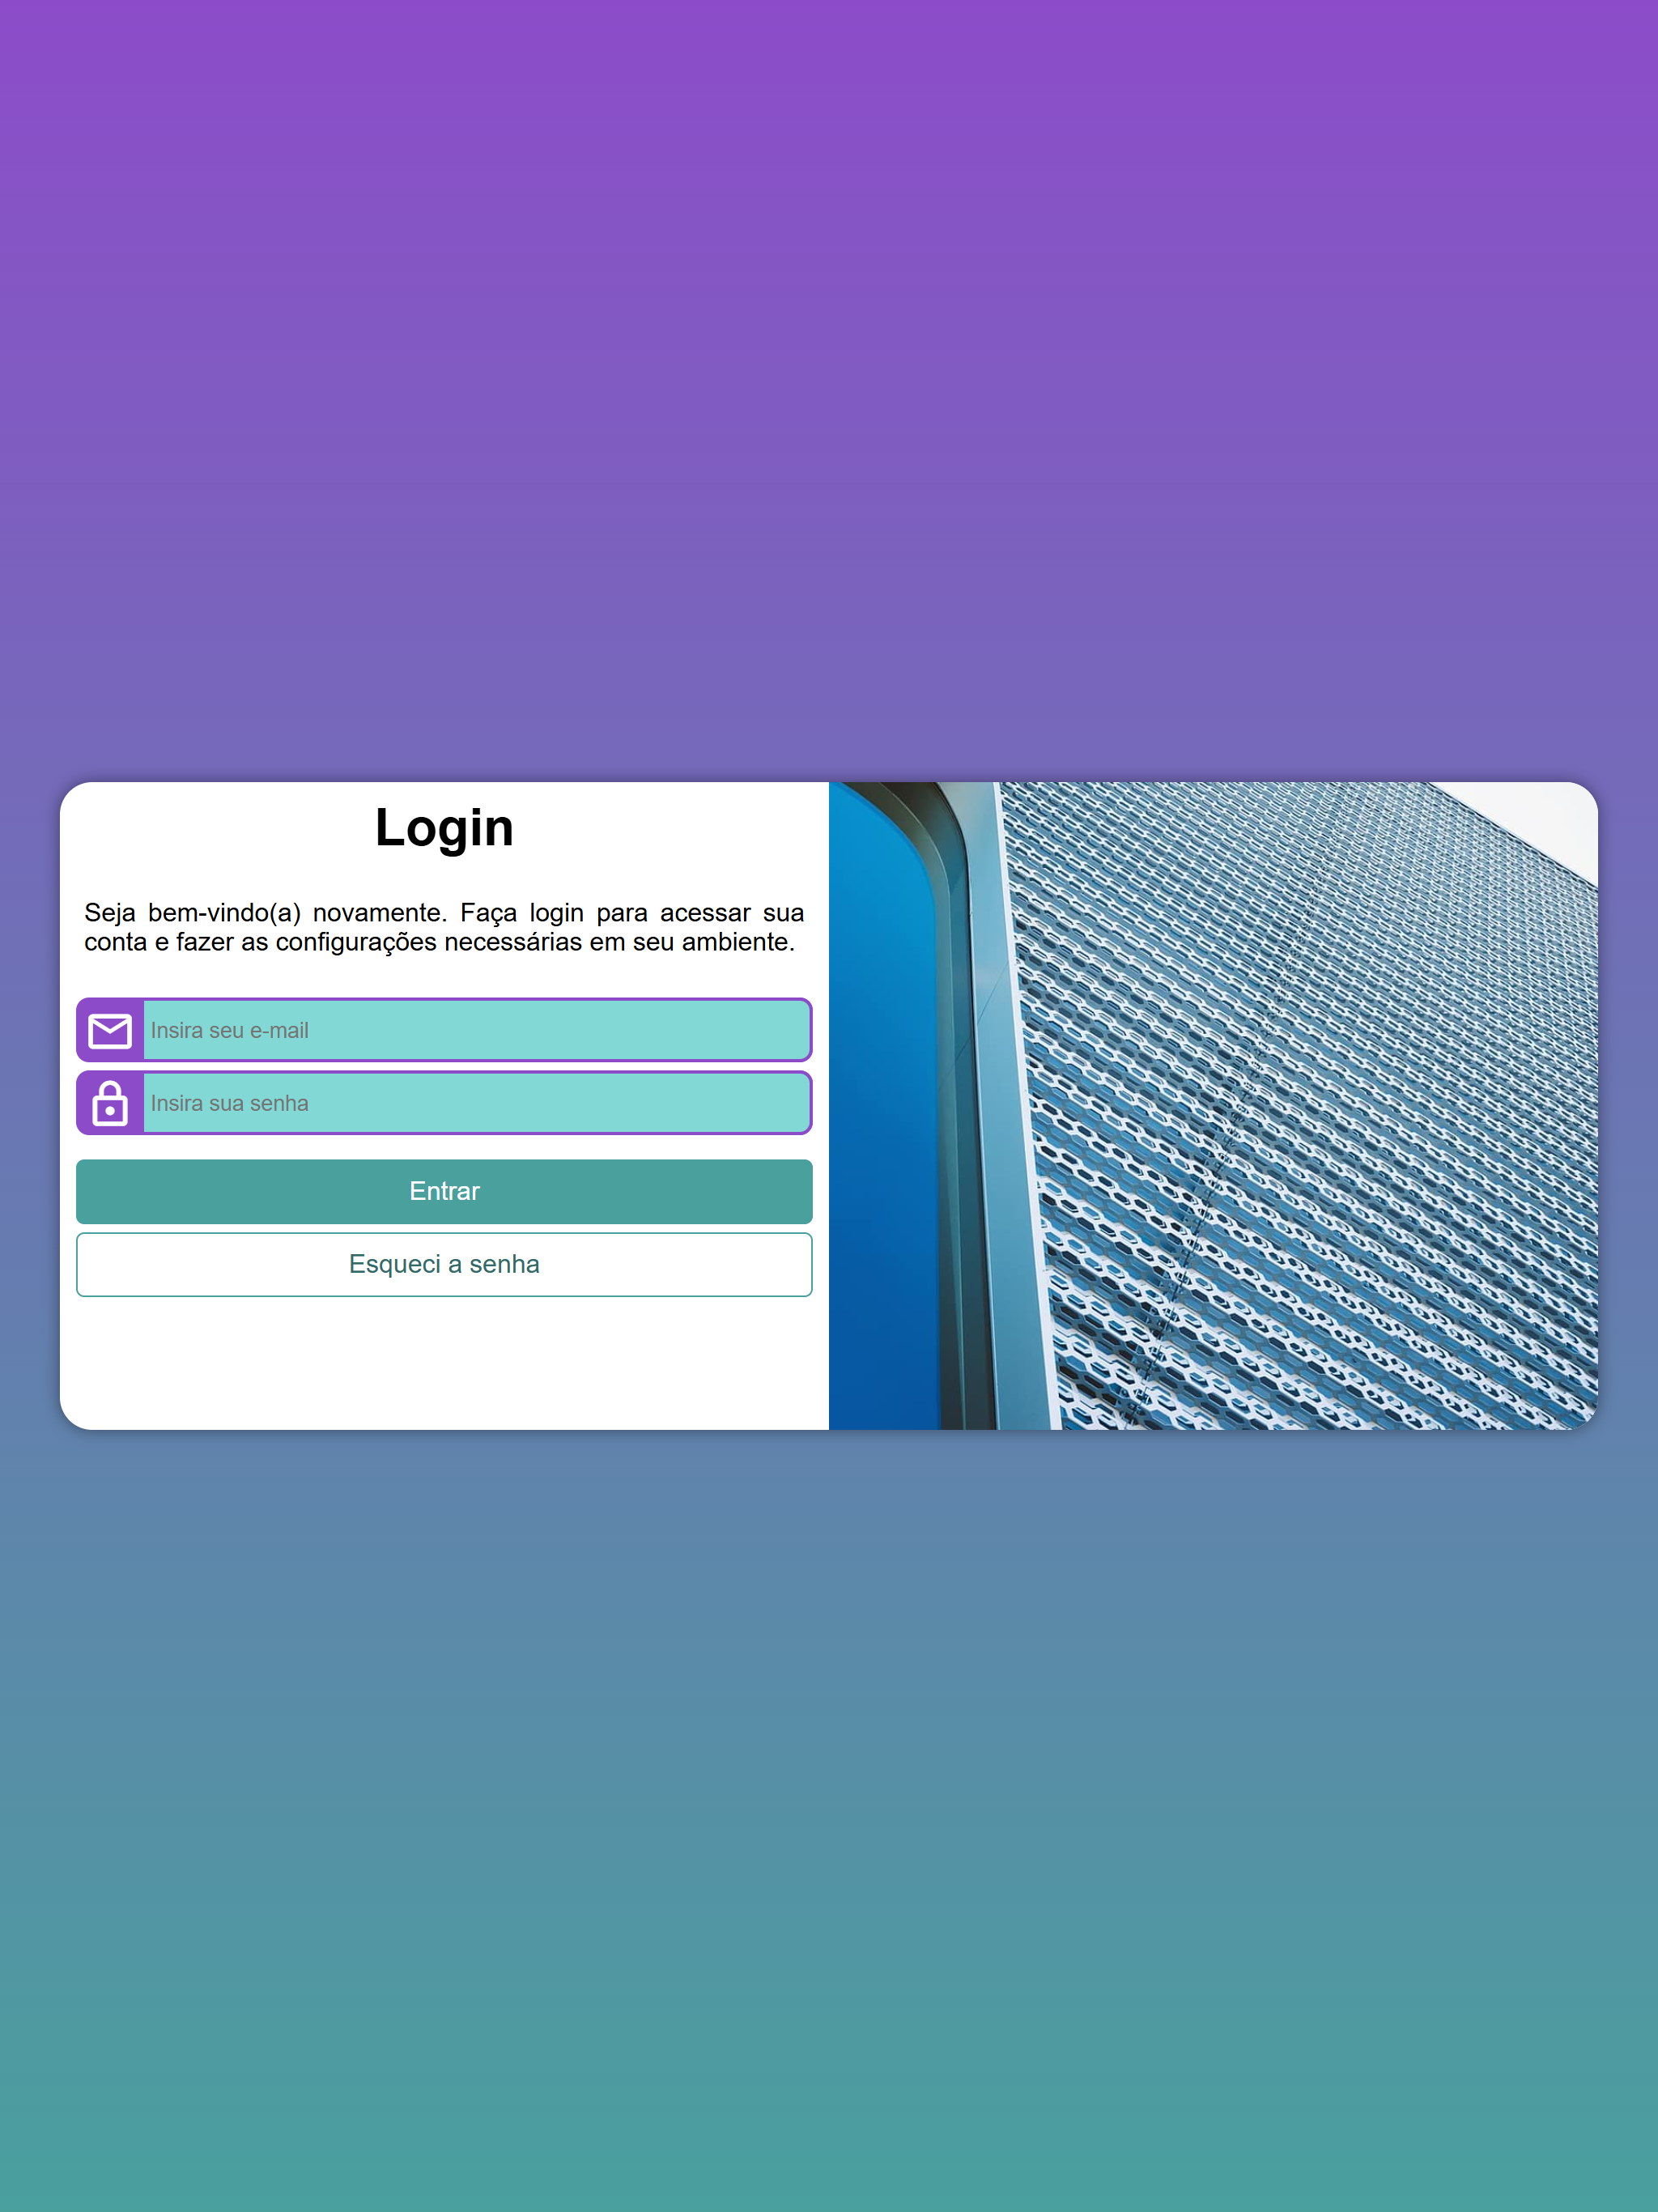 Login
Seja bem-vindo(a) novamente. Faça login para acessar sua
conta e fazer as configurações necessárias em seu ambiente.
Insira seu e-mail
Insira sua senha
Entrar
Esqueci a senha